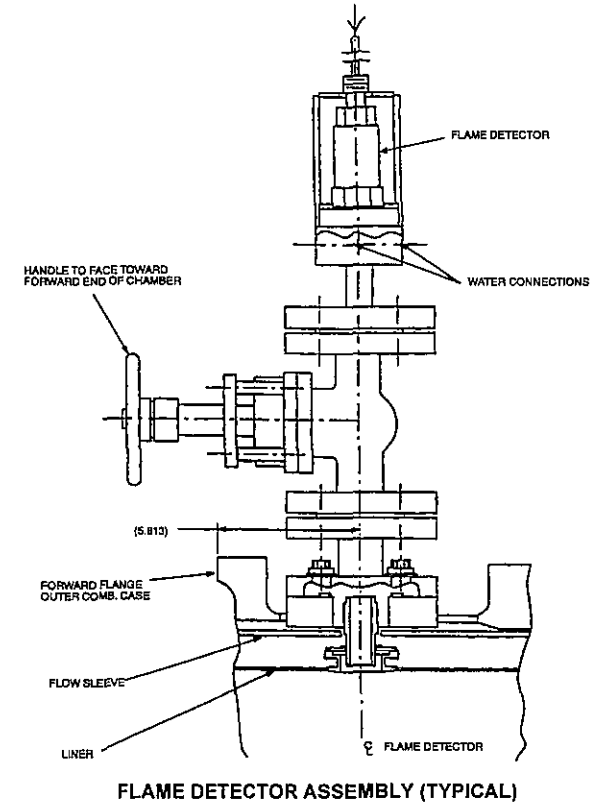 FLAME DETECTOR
HANDLE TO FACE TOWARD
FORWARD END OF CHAMBER
WATER CONNECTIONS
(5.813)
FORWARD FLANGE
OUTER COMB. CASE
FLOW SLEEVE
LINER
℄ FLAME DETECTOR
FLAME DETECTOR ASSEMBLY (TYPICAL)